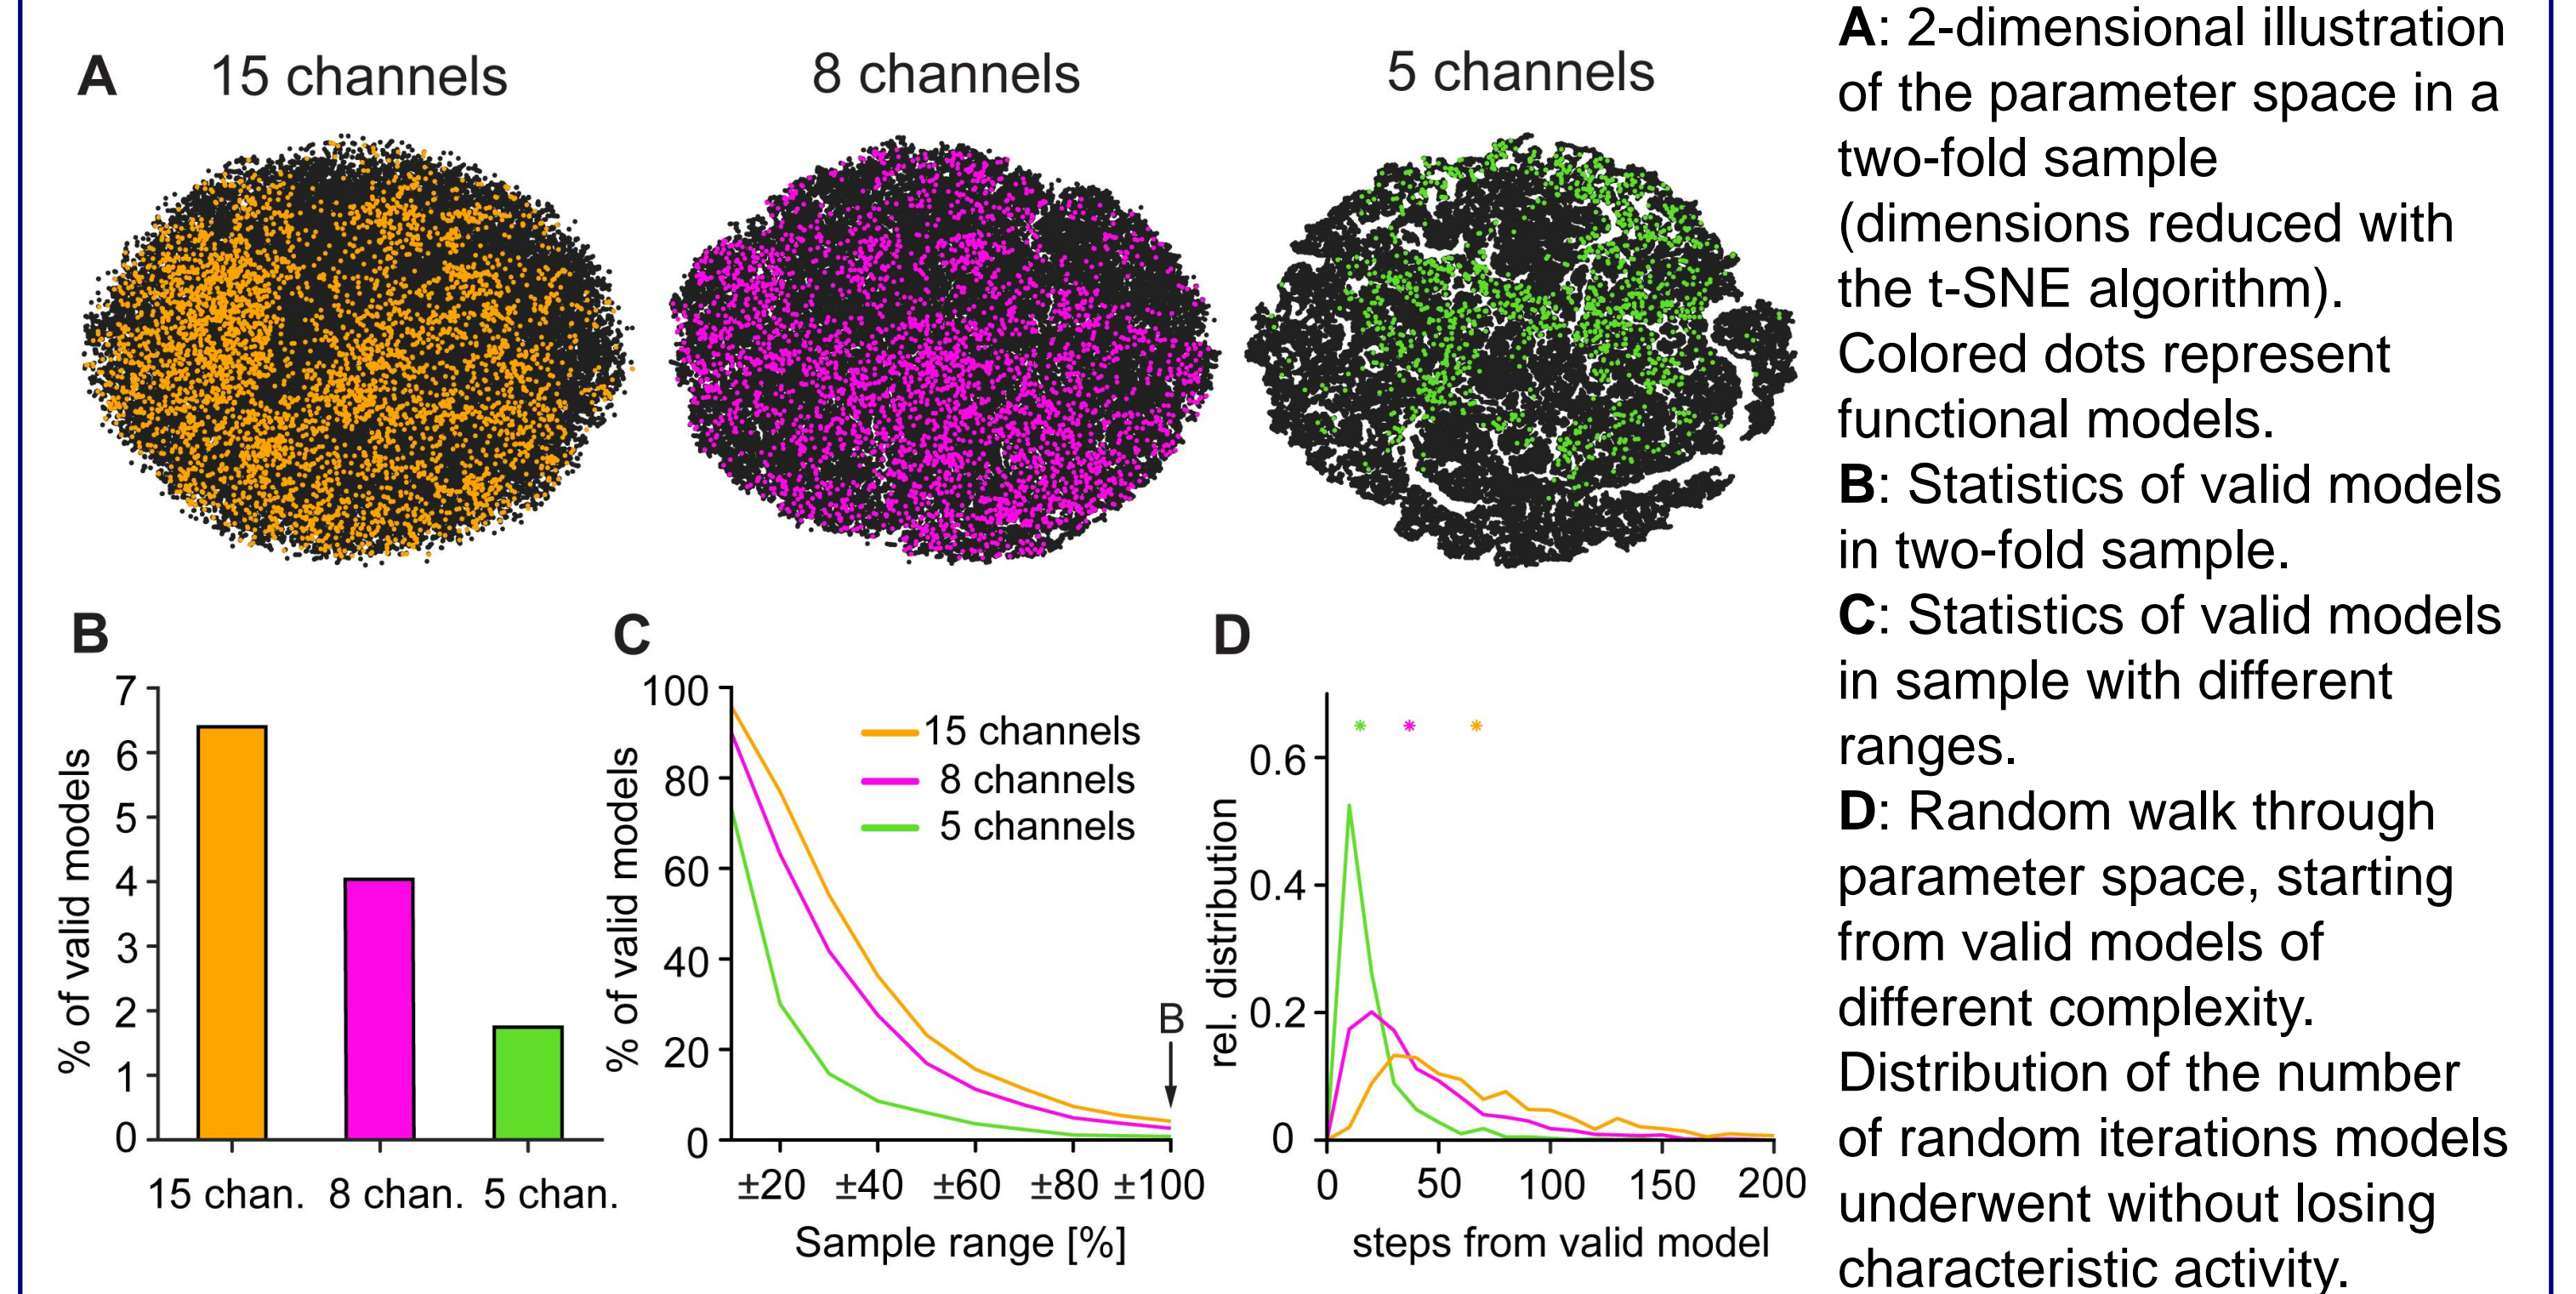 A
15 channels
8 channels
5 channels
B
7
6
5
4
3
2
1
0
% of valid models
15 chan.
8 chan.
5 chan.
C
100
80
60
40
20
0
% of valid models
15 channels
8 channels
5 channels
B
±20
±40
±60
±80
±100
Sample range [%]
D
* * *
0.6
0.4
0.2
0
rel. distribution
0
50
100
150
200
steps from valid model
A: 2-dimensional illustration
of the parameter space in a
two-fold sample
(dimensions reduced with
the t-SNE algorithm).
Colored dots represent
functional models.
B: Statistics of valid models
in two-fold sample.
C: Statistics of valid models
in sample with different
ranges.
D: Random walk through
parameter space, starting
from valid models of
different complexity.
Distribution of the number
of random iterations models
underwent without losing
characteristic activity.